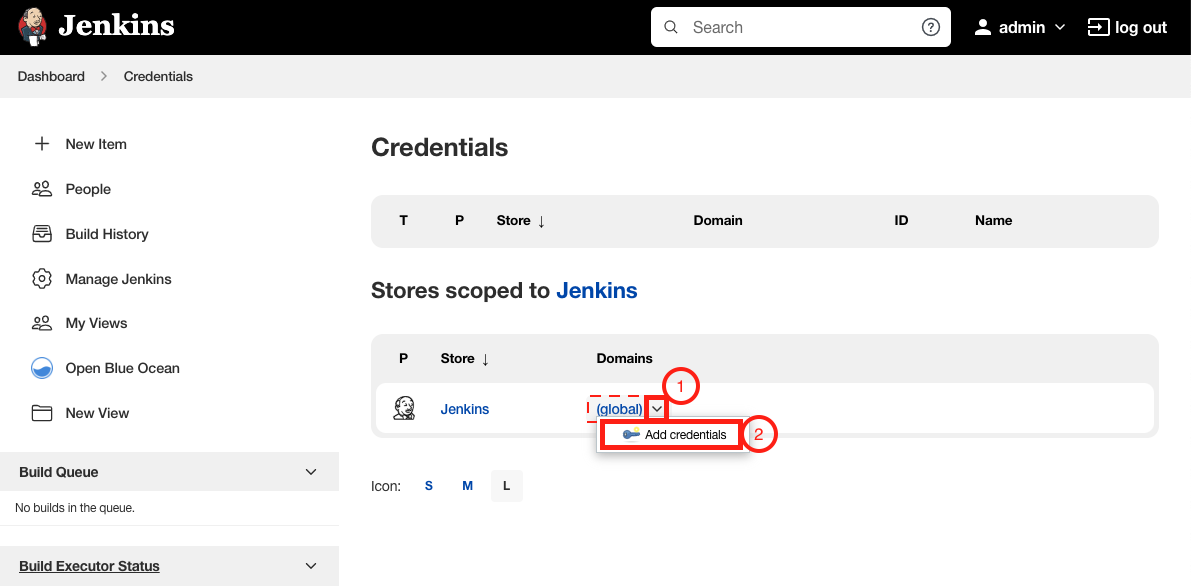 Jenkins
Search
admin
log out
Dashboard
Credentials
New Item
People
Build History
Manage Jenkins
My Views
Open Blue Ocean
New View
Build Queue
No builds in the queue.
Build Executor Status
Credentials
T P Store ↓ Domain ID Name
Stores scoped to Jenkins
P Store ↓ Domains
Jenkins (global)
1
Add credentials
2
Icon: S M L